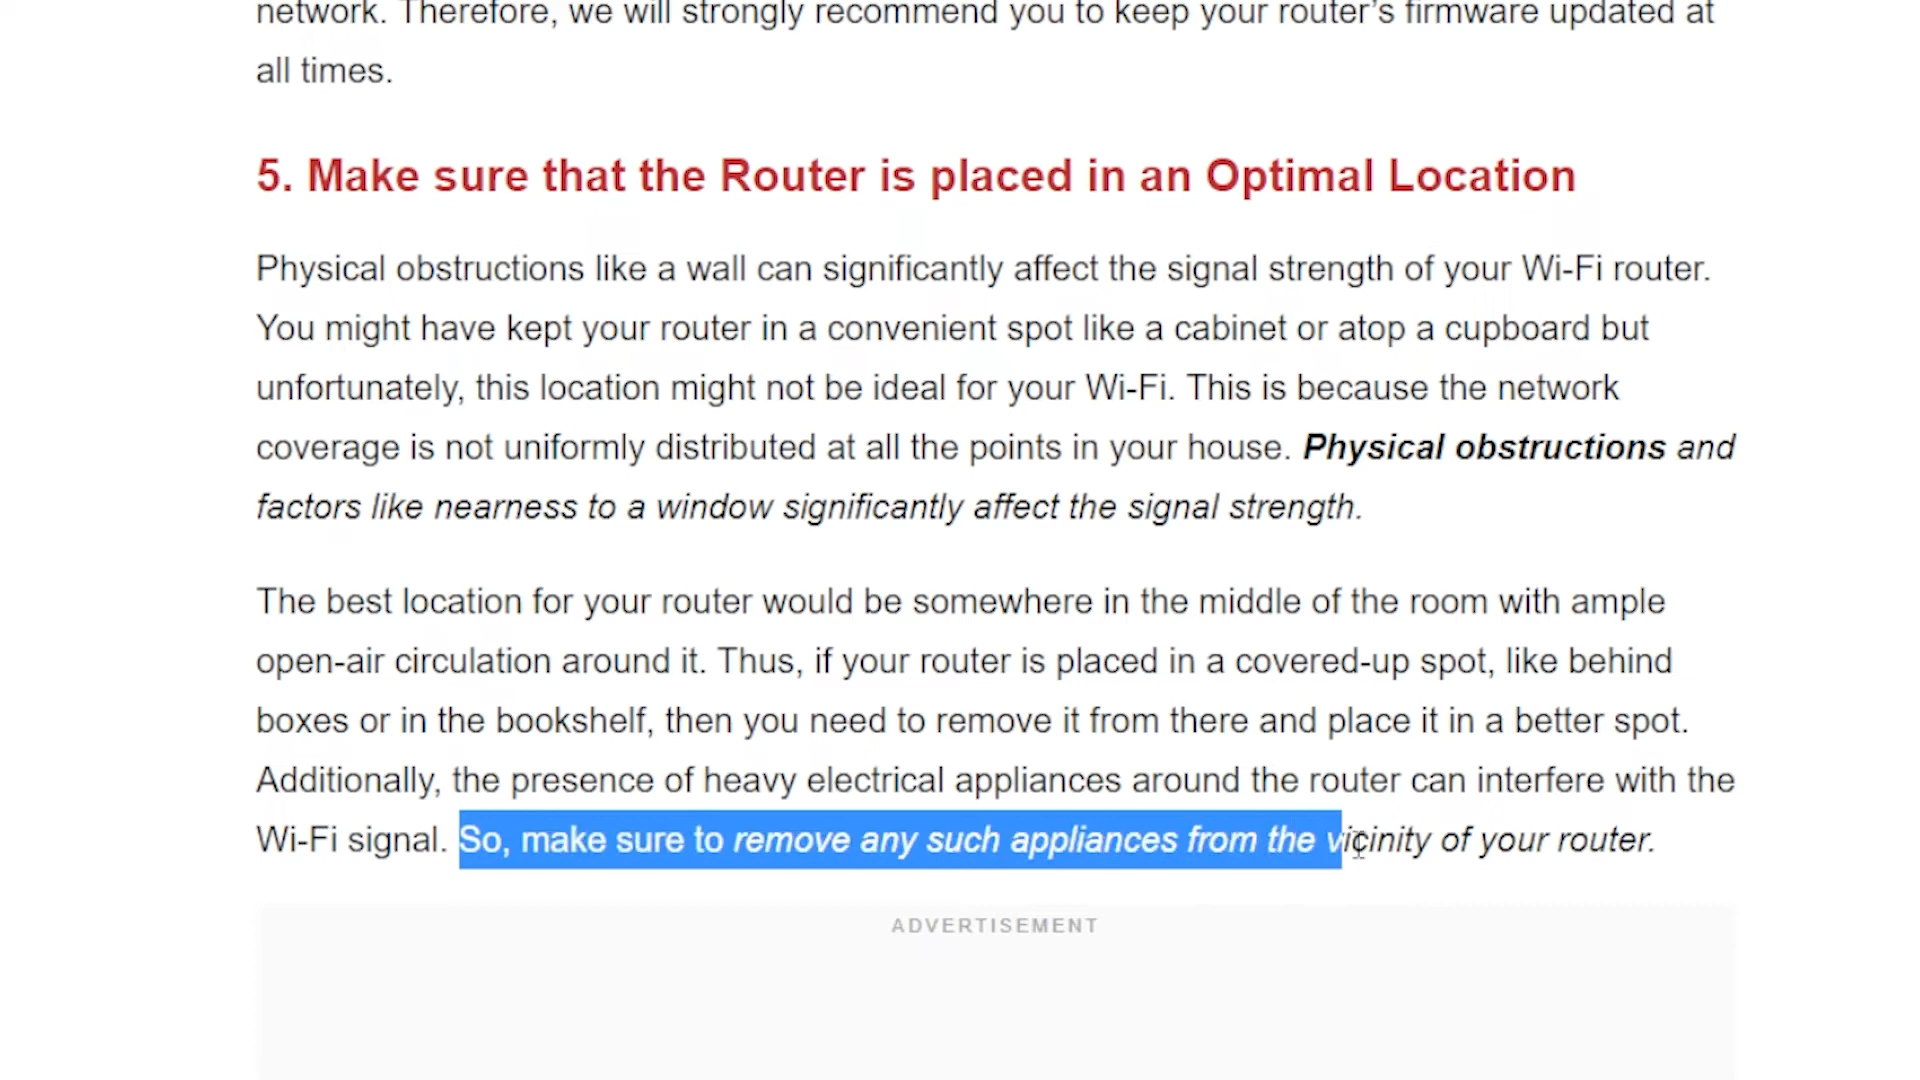 network. Therefore, we will strongly recommend you to keep your router's firmware updated at
all times.
5. Make sure that the Router is placed in an Optimal Location
Physical obstructions like a wall can significantly affect the signal strength of your Wi-Fi router.
You might have kept your router in a convenient spot like a cabinet or atop a cupboard but
unfortunately, this location might not be ideal for your Wi-Fi. This is because the network
coverage is not uniformly distributed at all the points in your house. Physical obstructions and
factors like nearness to a window significantly affect the signal strength.
The best location for your router would be somewhere in the middle of the room with ample
open-air circulation around it. Thus, if your router is placed in a covered-up spot, like behind
boxes or in the bookshelf, then you need to remove it from there and place it in a better spot.
Additionally, the presence of heavy electrical appliances around the router can interfere with the
Wi-Fi signal. So, make sure to remove any such appliances from the vicinity of your router.
ADVERTISEMENT